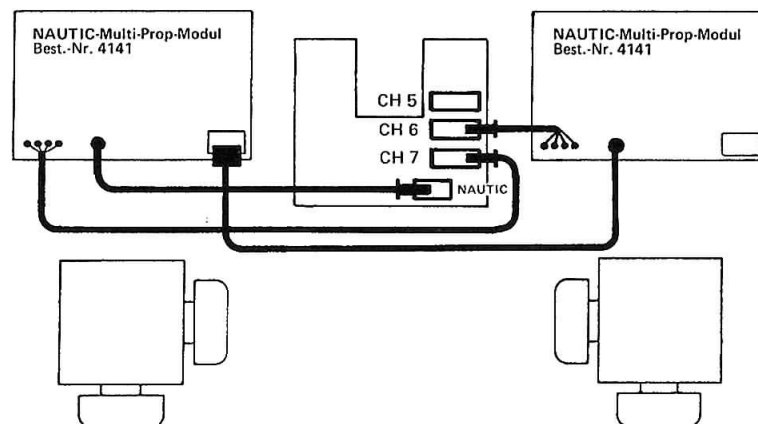 NAUTIC-Multi-Prop-Modul
Best.-Nr. 4141
CH 5
CH 6
CH 7
NAUTIC
NAUTIC-Multi-Prop-Modul
Best.-Nr. 4141